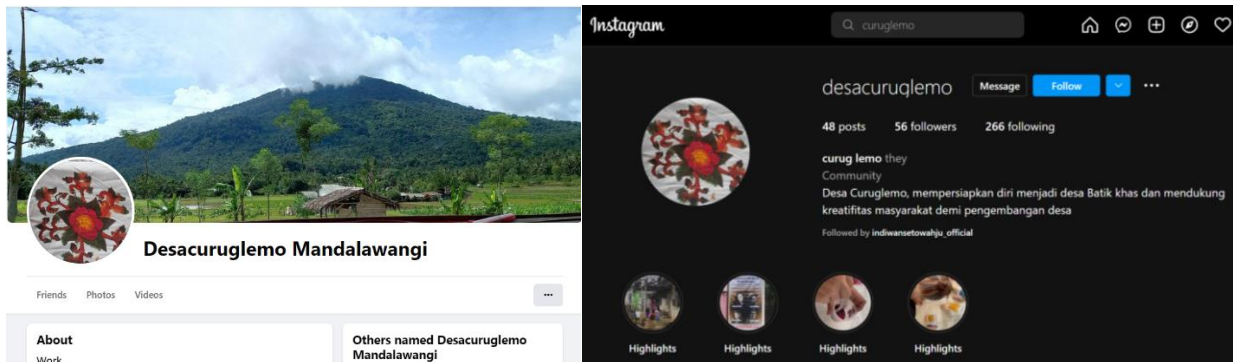 Desacuruglemo Mandalawangi
Friends Photos Videos
...
About
Work
Others named Desacuruglemo
Mandalawangi
Instagram
curuglemo
desacuruglemo Message Follow ...
48 posts 56 followers 266 following
curug lemo they
Community
Desa Curuglemo, mempersiapkan diri menjadi desa Batik khas dan mendukung
kreatifitas masyarakat demi pengembangan desa
Followed by indiwansetowahju_official
Highlights Highlights Highlights Highlights